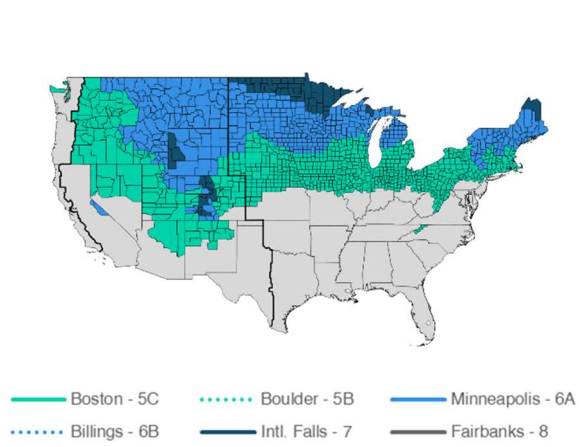 Boston - 5C Boulder - 5B Minneapolis - 6A
Billings - 6B Intl. Falls - 7 Fairbanks - 8